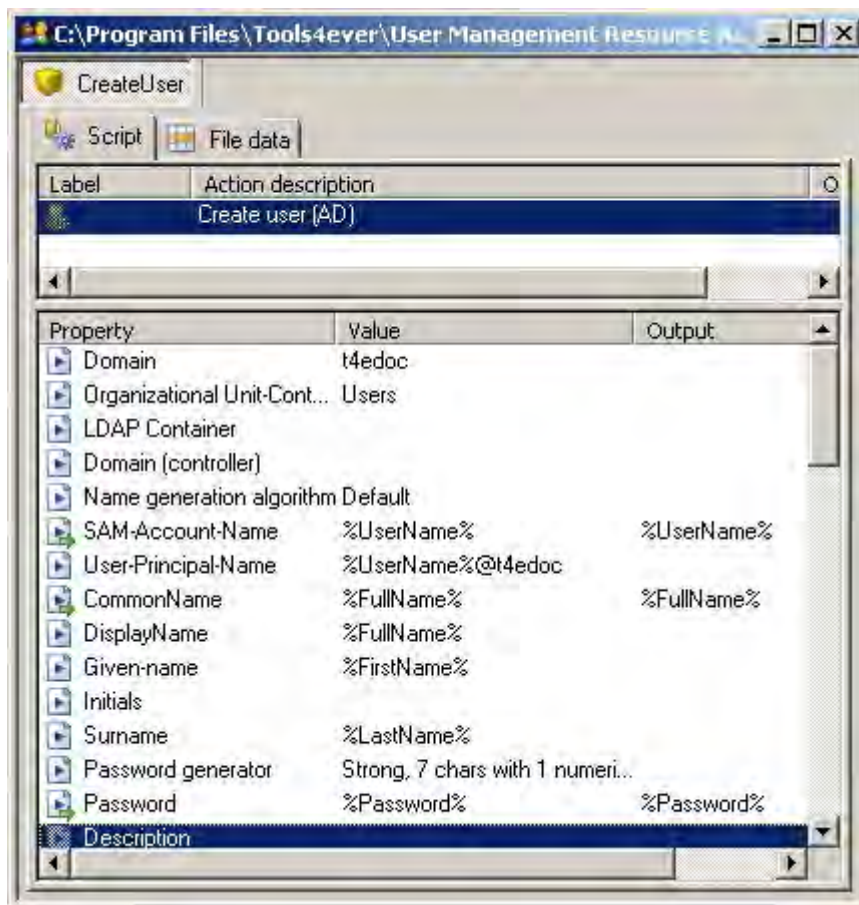 C:\Program Files\Tools4ever\User Management Resource
CreateUser
Script File data
Label Action description O
Create user (AD)
Property Value Output
Domain t4edoc
Organizational Unit-Cont... Users
LDAP Container
Domain (controller)
Name generation algorithm Default
SAM-Account-Name %UserName% %UserName%
User-Principal-Name %UserName%@t4edoc
CommonName %FullName% %FullName%
DisplayName %FullName%
Given-name %FirstName%
Initials
Surname %LastName%
Password generator Strong, 7 chars with 1 numeri...
Password %Password% %Password%
Description